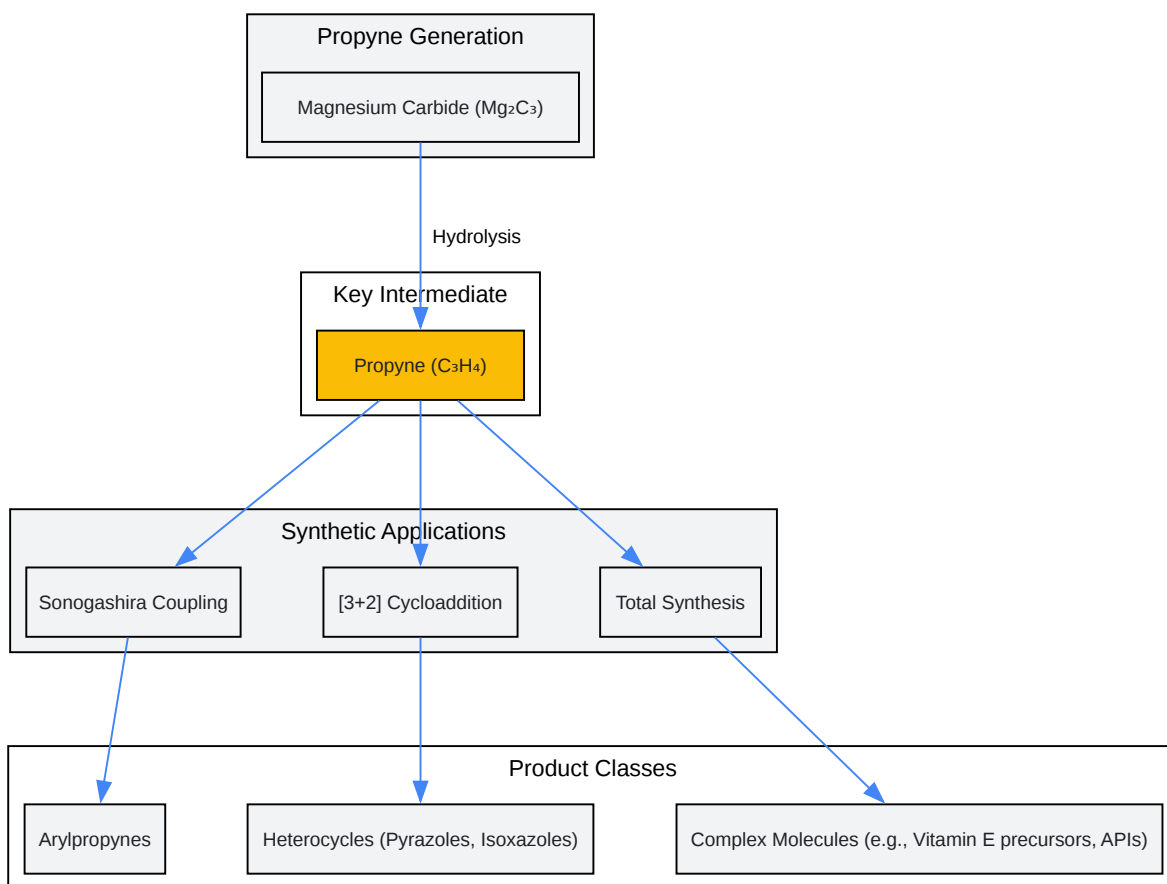 Propyne Generation
Magnesium Carbide (Mg₂C₃)
Hydrolysis
Key Intermediate
Propyne (C₃H₄)
Synthetic Applications
Sonogashira Coupling
[3+2] Cycloaddition
Total Synthesis
Product Classes
Arylpropynes
Heterocycles (Pyrazoles, Isoxazoles)
Complex Molecules (e.g., Vitamin E precursors, APIs)